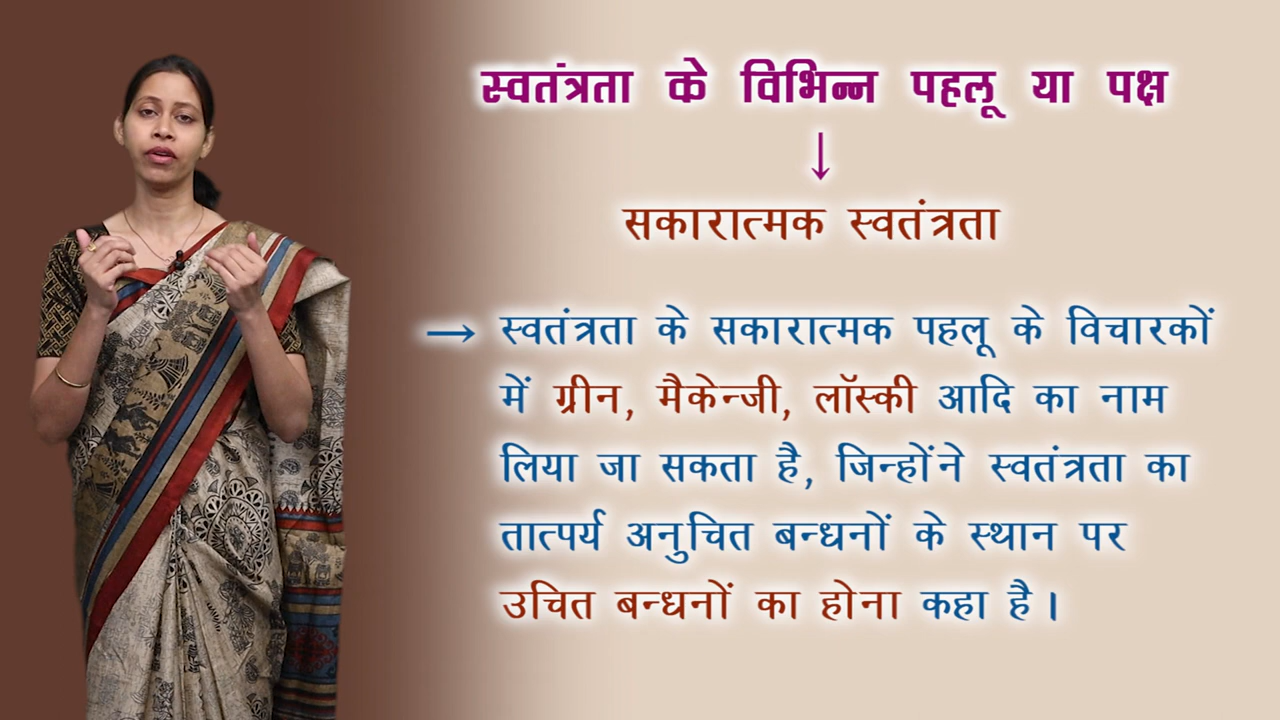 स्वतंत्रता के विभिन्न पहलू या पक्ष
↓
सकारात्मक स्वतंत्रता
→ स्वतंत्रता के सकारात्मक पहलू के विचारकों
में ग्रीन, मैकेन्जी, लॉस्की आदि का नाम
लिया जा सकता है, जिन्होंने स्वतंत्रता का
तात्पर्य अनुचित बन्धनों के स्थान पर
उचित बन्धनों का होना कहा है।